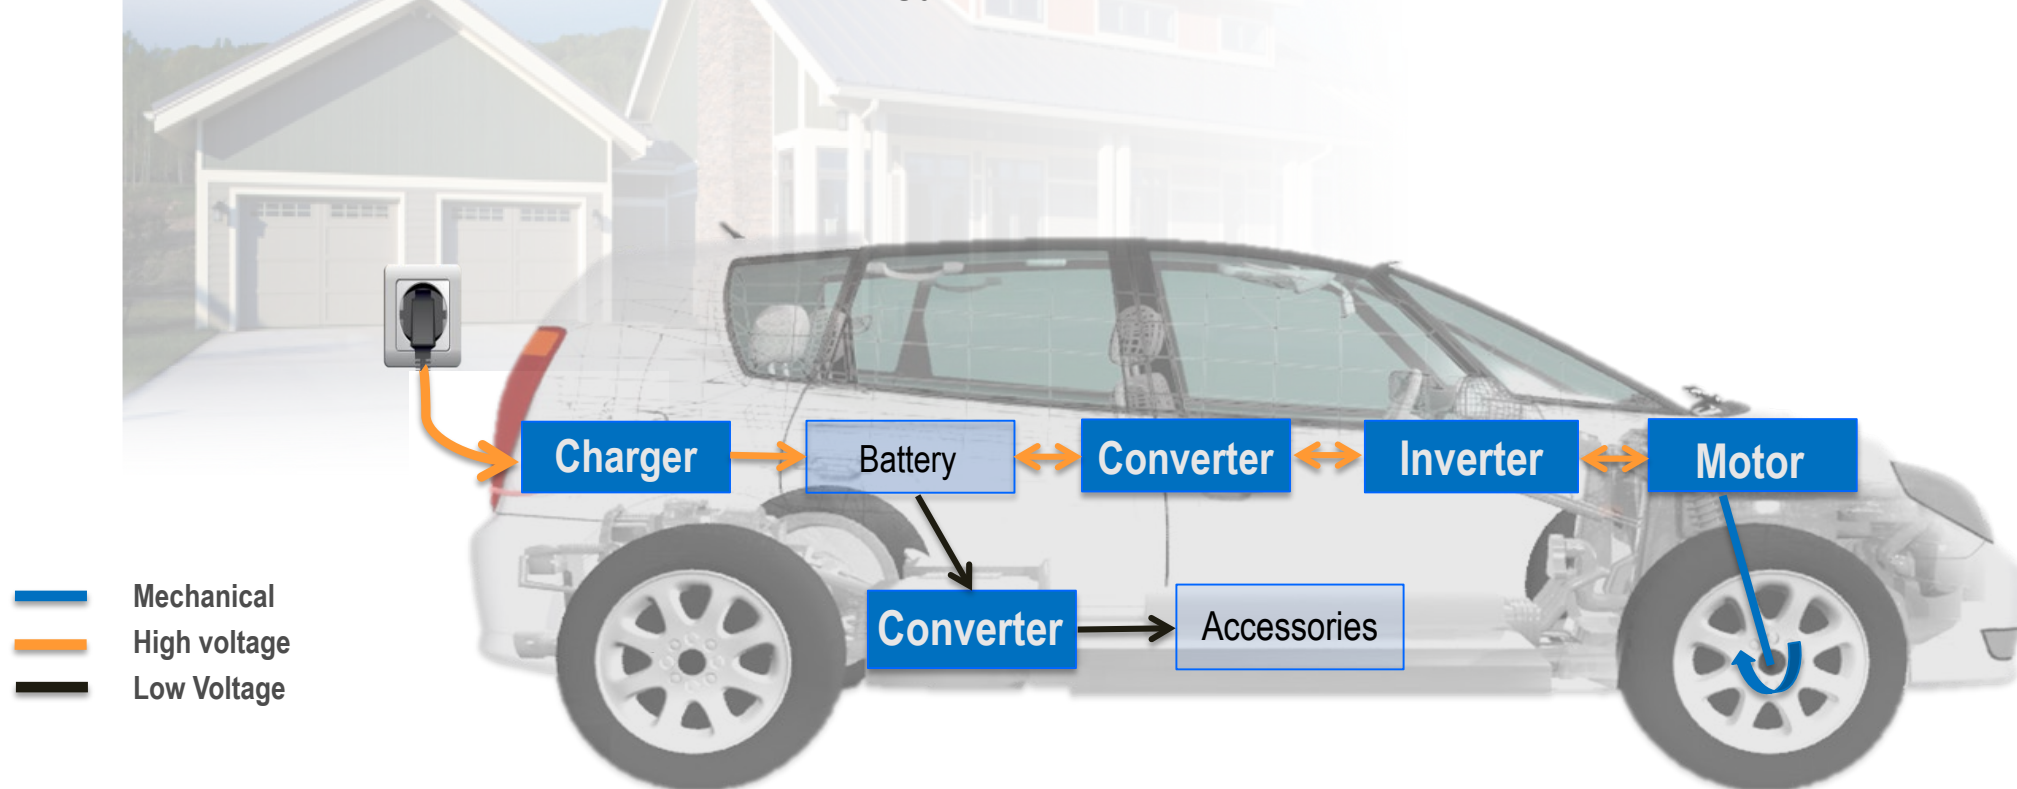 Charger
Battery
Converter
Inverter
Motor
Converter
Accessories
Mechanical
High voltage
Low Voltage